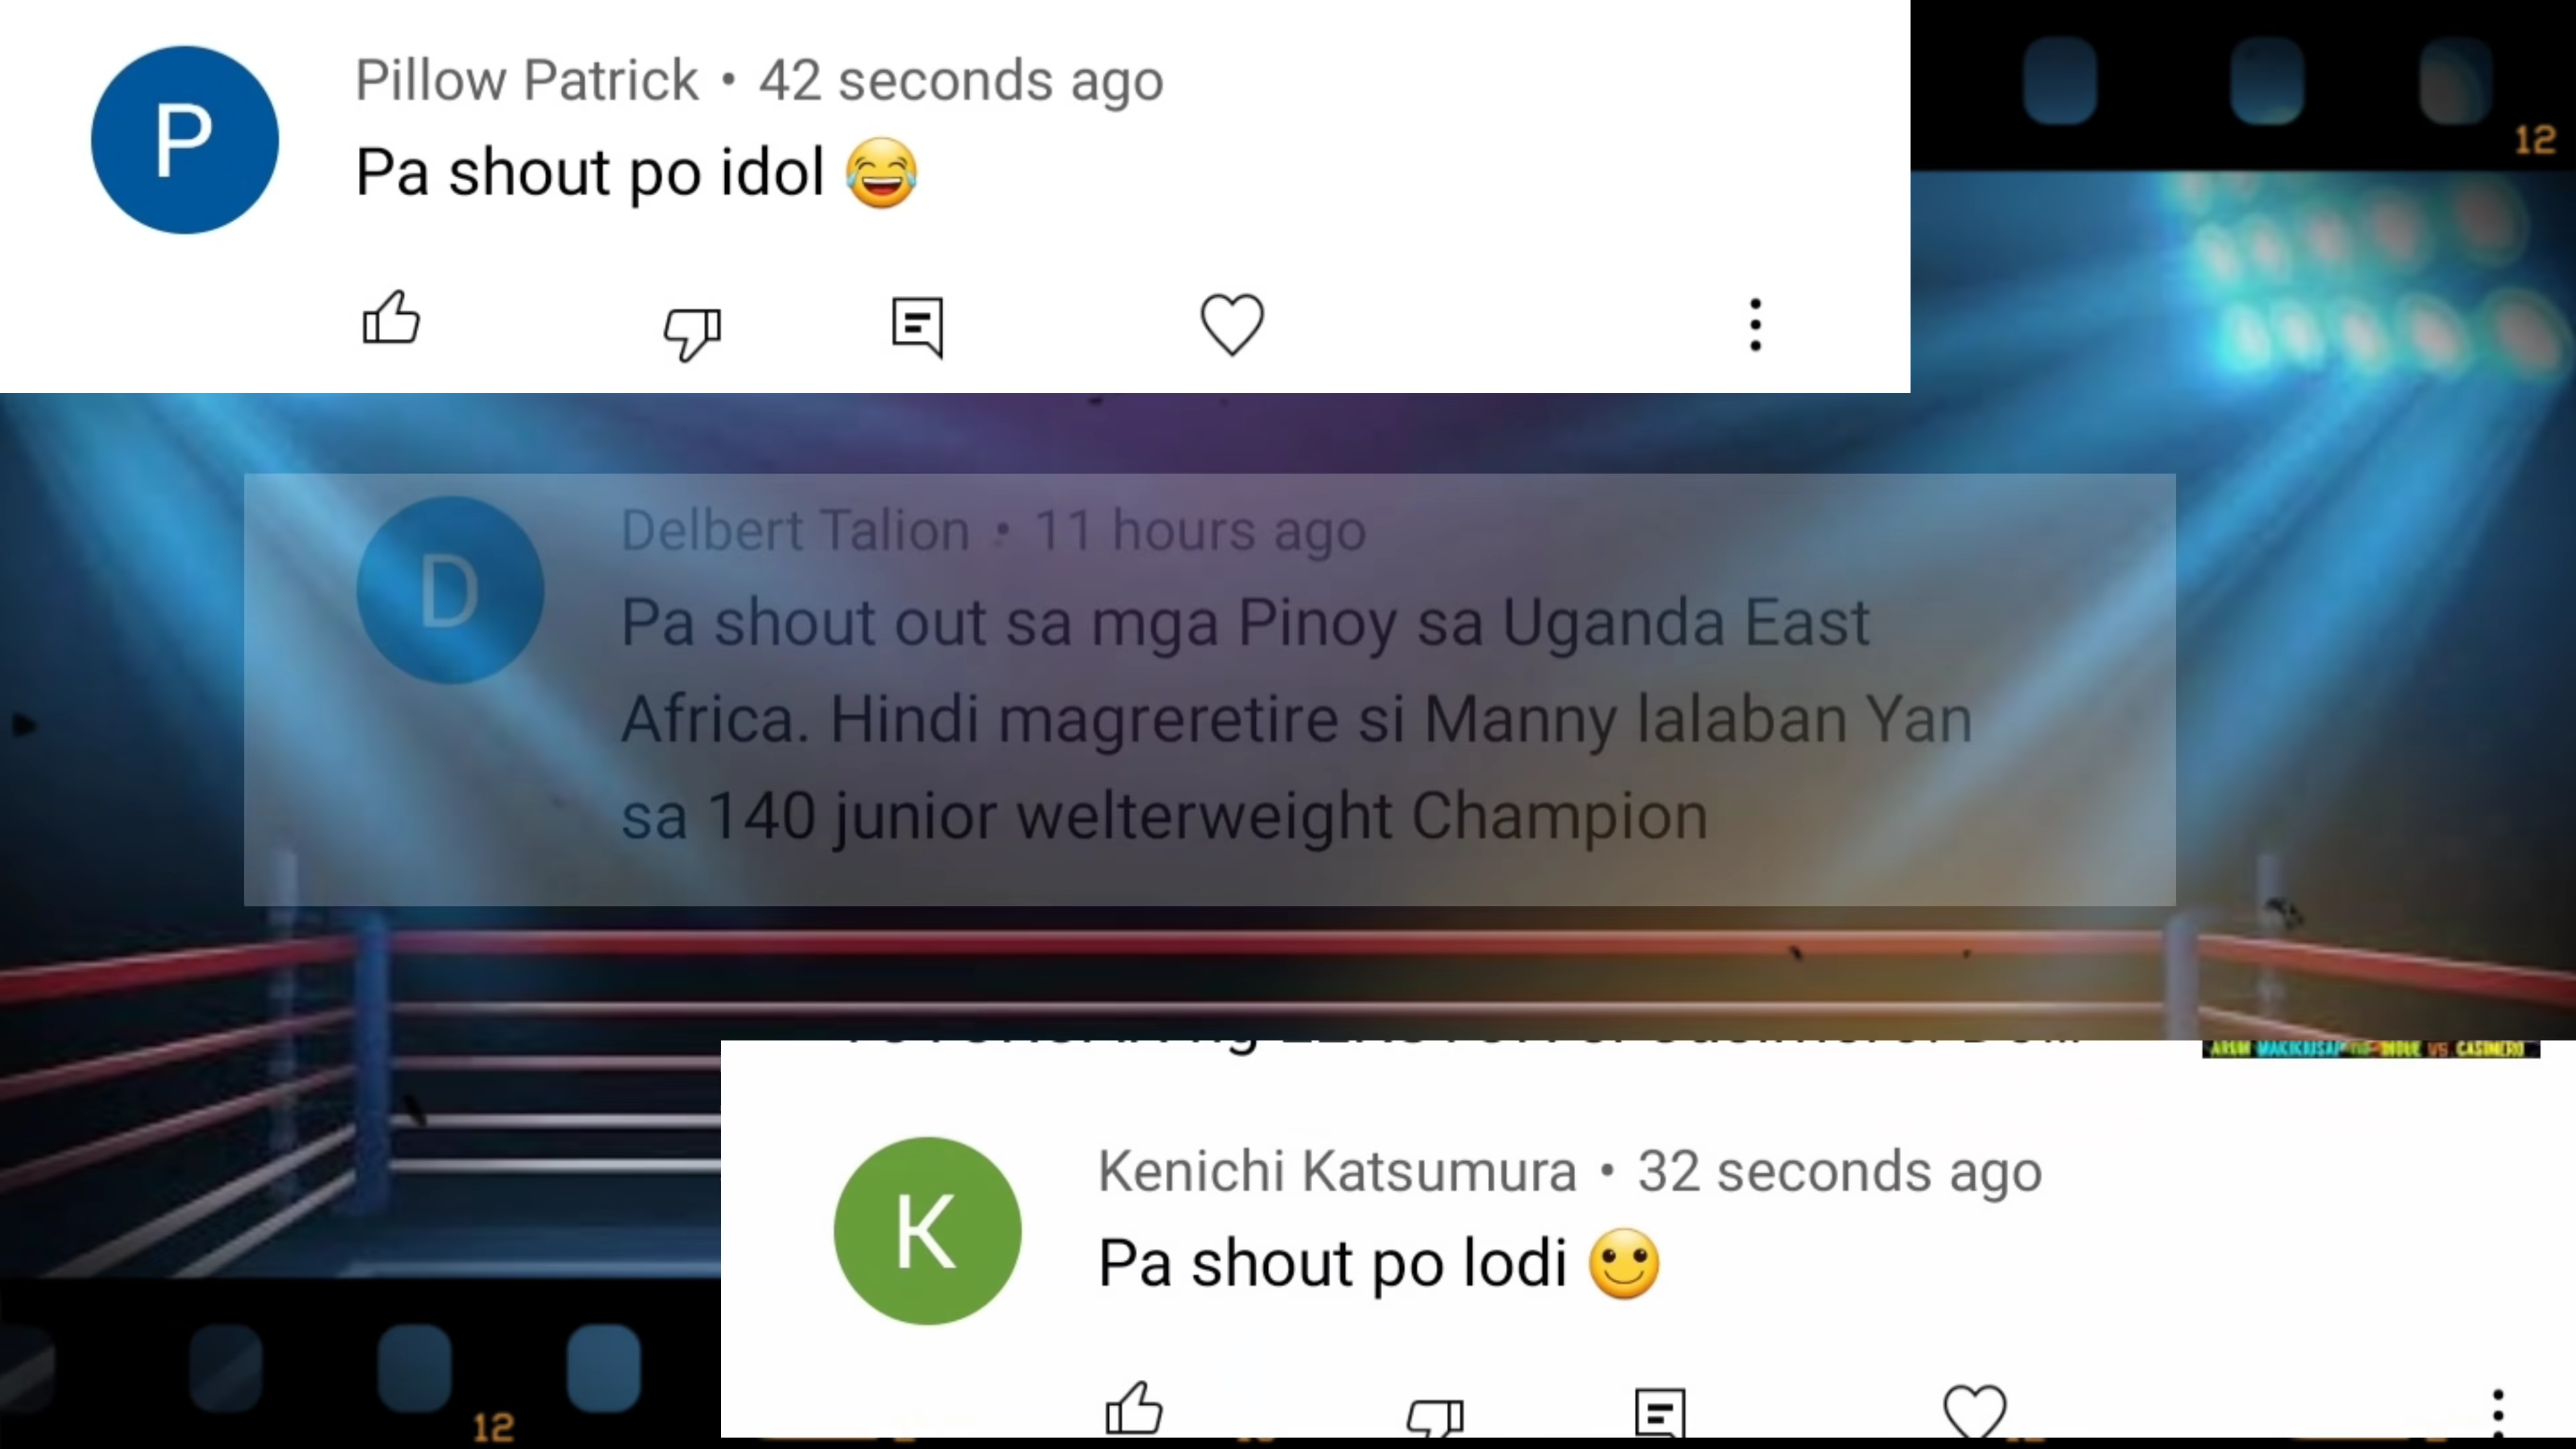 P
Pillow Patrick • 42 seconds ago
Pa shout po idol 😂
12
D
Delbert Talion • 11 hours ago
Pa shout out sa mga Pinoy sa Uganda East
Africa. Hindi magreretire si Manny lalaban Yan
sa 140 junior welterweight Champion
VS CASIMERO
K
Kenichi Katsumura • 32 seconds ago
Pa shout po lodi 🙂
12